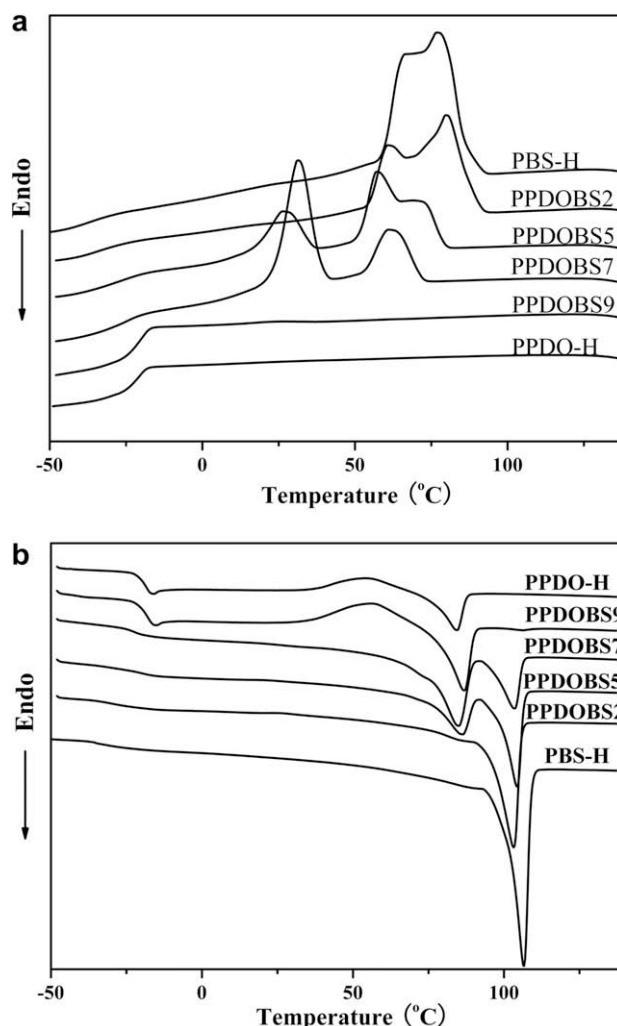 a
Endo
PBS-H
PPDOBS2
PPDOBS5
PPDOBS7
PPDOBS9
PPDO-H
-50
0
50
100
Temperature (°C)
b
Endo
PPDO-H
PPDOBS9
PPDOBS7
PPDOBS5
PPDOBS2
PBS-H
-50
0
50
100
Temperature (°C)